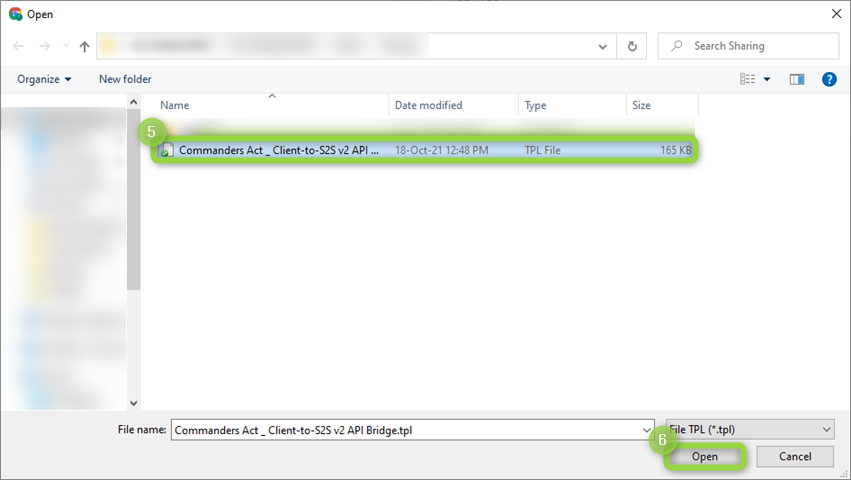 Open
Search Sharing
Organize
New folder
?
Name
Date modified
Type
Size
5
Commanders Act _ Client-to-S2S v2 API ...
18-Oct-21 12:48 PM
TPL File
165 KB
File name:
Commanders Act _ Client-to-S2S v2 API Bridge.tpl
File TPL (*.tpl)
6
Open
Cancel